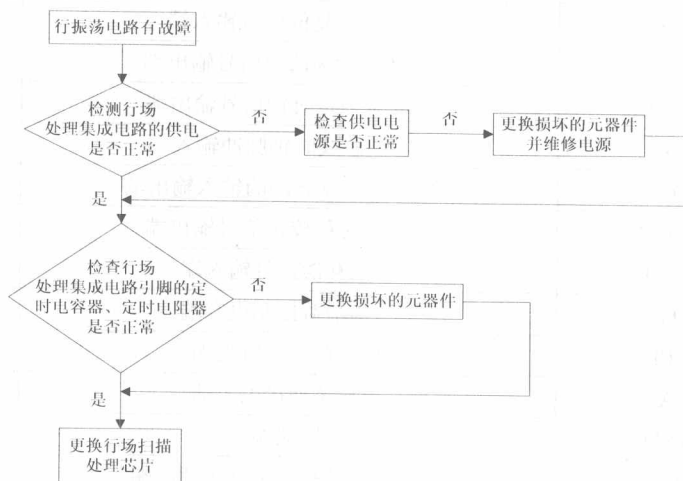 行振荡电路有故障
检测行场
处理集成电路的供电
是否正常
否
检查供电电
源是否正常
否
更换损坏的元器件
并维修电源
是
检查行场
处理集成电路引脚的定
时电容器、定时电阻器
是否正常
否
更换损坏的元器件
是
更换行场扫描
处理芯片